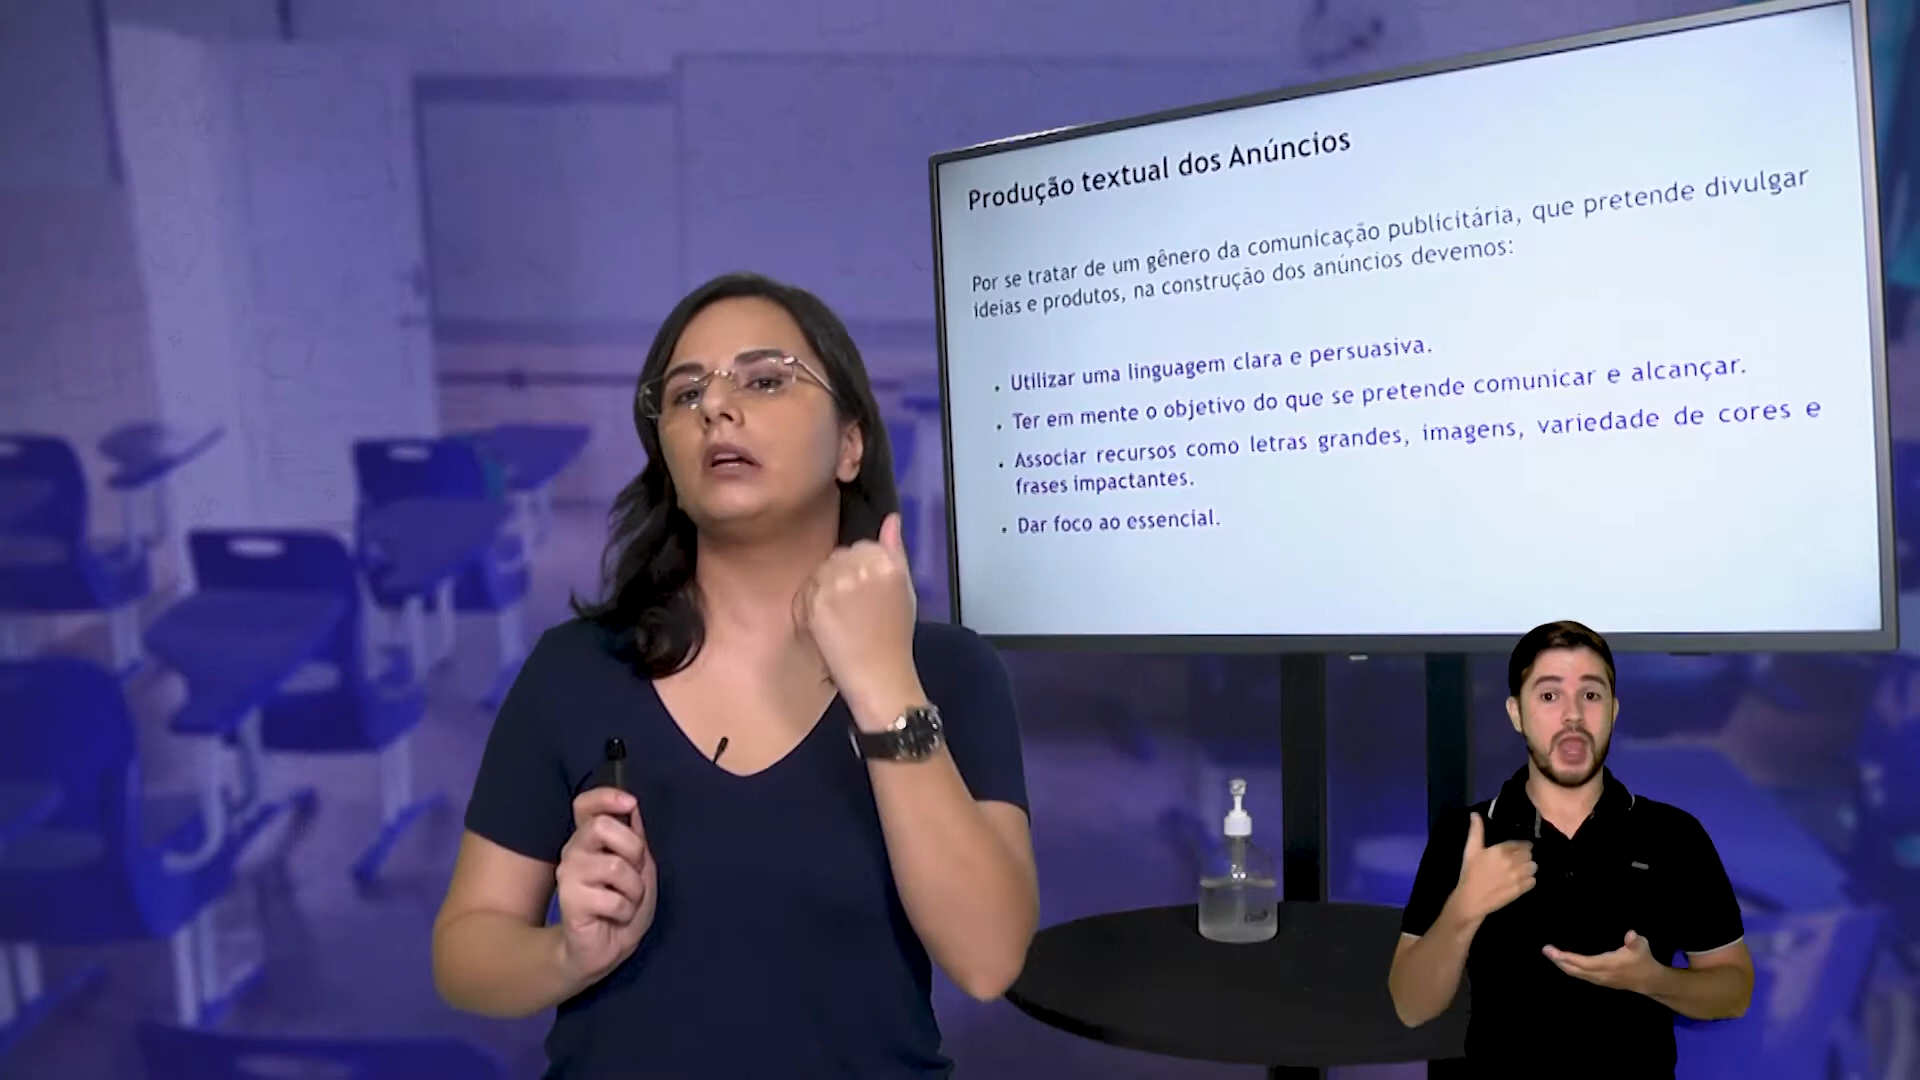 Produção textual dos Anúncios
Por se tratar de um gênero da comunicação publicitária, que pretende divulgar
ideias e produtos, na construção dos anúncios devemos:
• Utilizar uma linguagem clara e persuasiva.
• Ter em mente o objetivo do que se pretende comunicar e alcançar.
• Associar recursos como letras grandes, imagens, variedade de cores e
frases impactantes.
• Dar foco ao essencial.